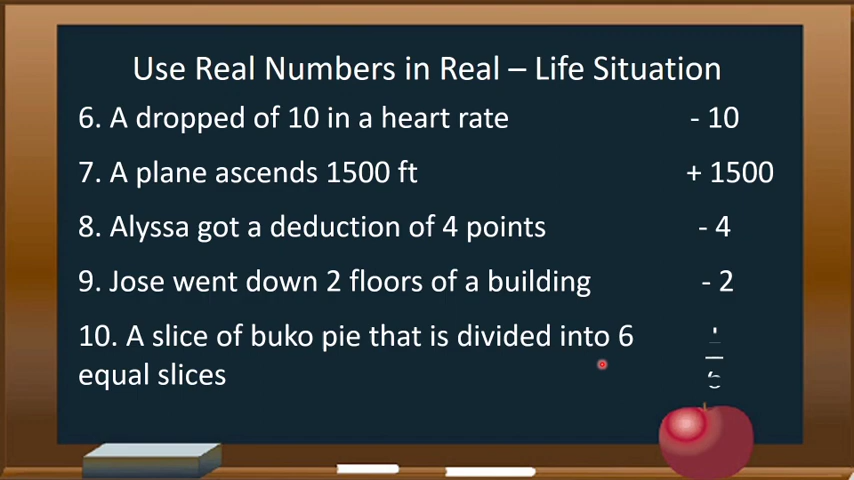 Use Real Numbers in Real – Life Situation
6. A dropped of 10 in a heart rate - 10
7. A plane ascends 1500 ft + 1500
8. Alyssa got a deduction of 4 points - 4
9. Jose went down 2 floors of a building - 2
10. A slice of buko pie that is divided into 6
equal slices